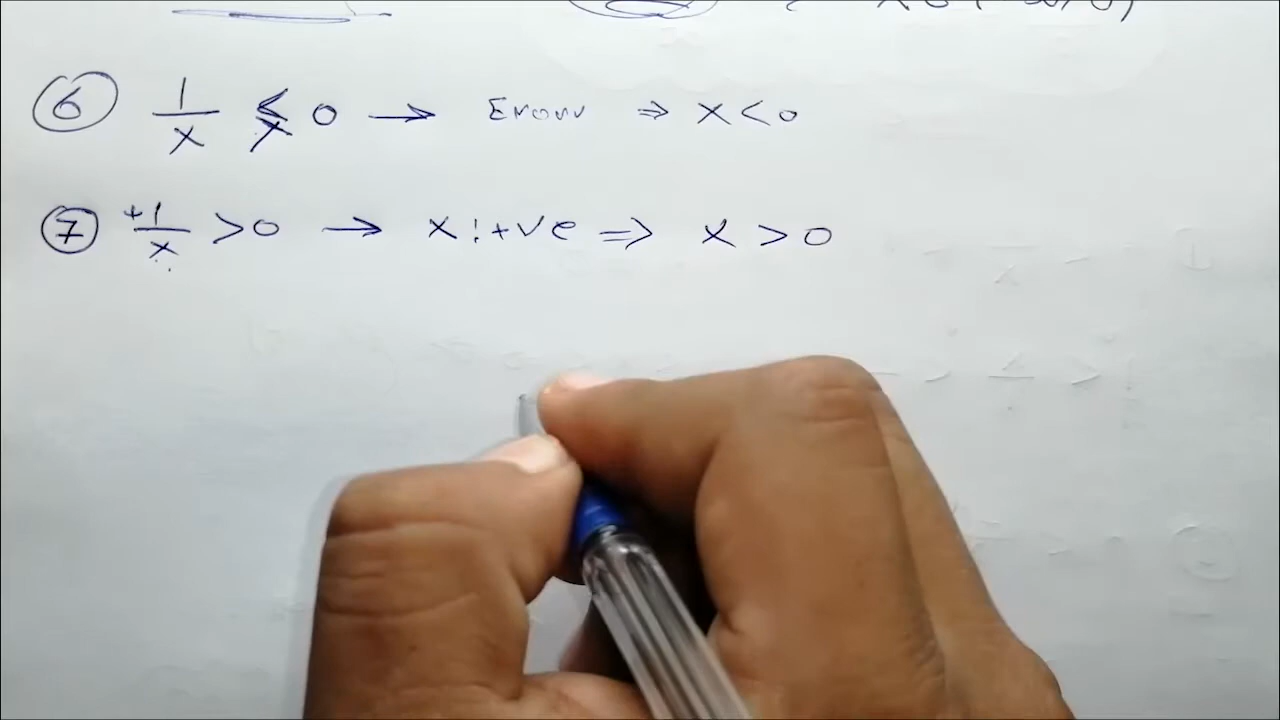 ⑥ 1/x ≤ 0 → Error ⇒ x < 0
⑦ +1/x > 0 → x : +ve ⇒ x > 0